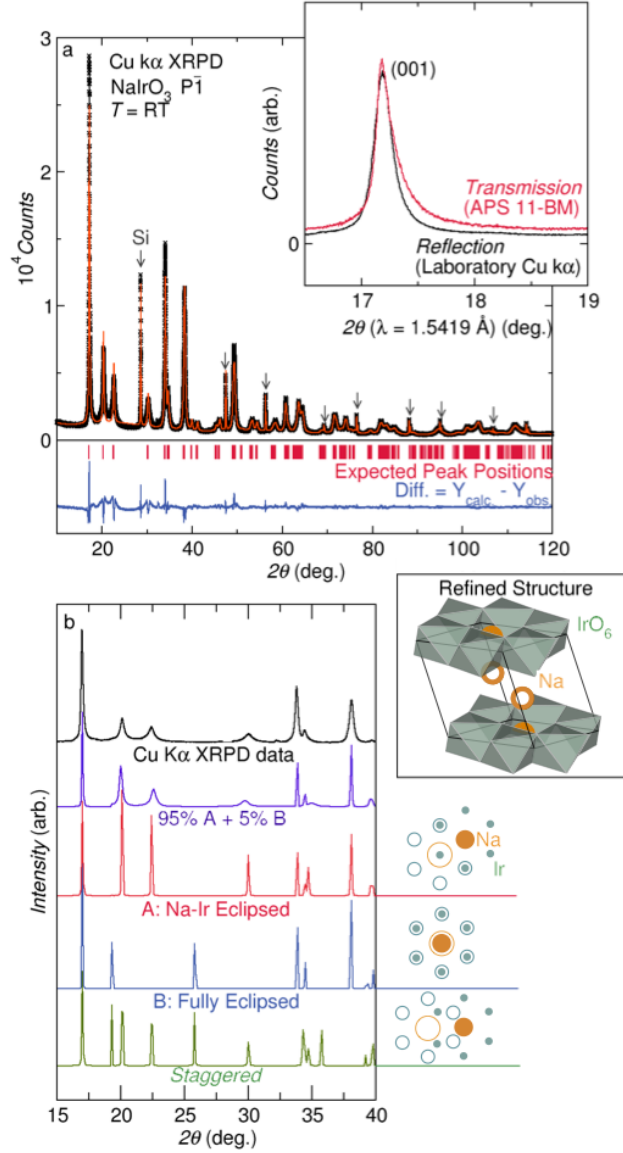 a
Cu kα XRPD
NaIrO₃ P1̄
T = RT
3
2
1
0
10⁴Counts
Si
Counts (arb.)
(001)
Transmission
(APS 11-BM)
Reflection
(Laboratory Cu kα)
0
17 18 19
2θ (λ = 1.5419 Å) (deg.)
Expected Peak Positions
Diff. = Y calc. - Y obs.
20 40 60 80 100 120
2θ (deg.)
b
Cu Kα XRPD data
95% A + 5% B
A: Na-Ir Eclipsed
B: Fully Eclipsed
Staggered
Intensity (arb.)
15 20 25 30 35 40
2θ (deg.)
Refined Structure
IrO₆
Na
Na
Ir